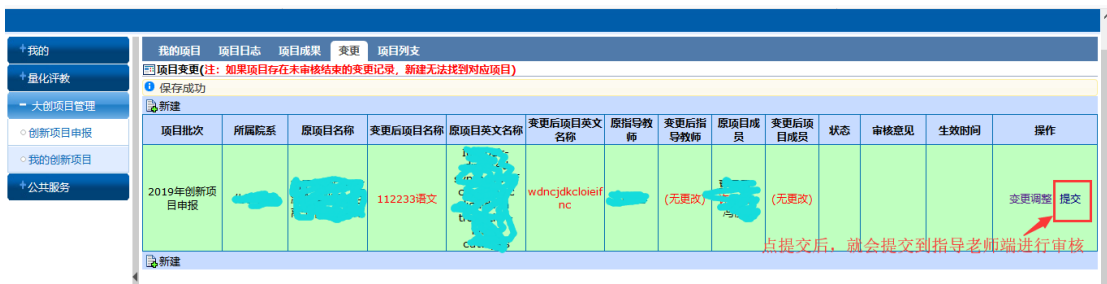 我的
量化评教
大创项目管理
创新项目申报
我的创新项目
公共服务
我的项目 项目日志 项目成果 变更 项目列支
项目变更(注：如果项目存在未审核结束的变更记录，新建无法找到对应项目)
保存成功
新建
项目批次 所属院系 原项目名称 变更后项目名称 原项目英文名称 变更后项目英文名称 原指导教师 变更后指导教师 原项目成员 变更后项目成员 状态 审核意见 生效时间 操作
2019年创新项目申报 112233语文 wdncjdkcloieifnc (无更改) (无更改) 变更调整 提交
点提交后，就会提交到指导老师端进行审核
新建